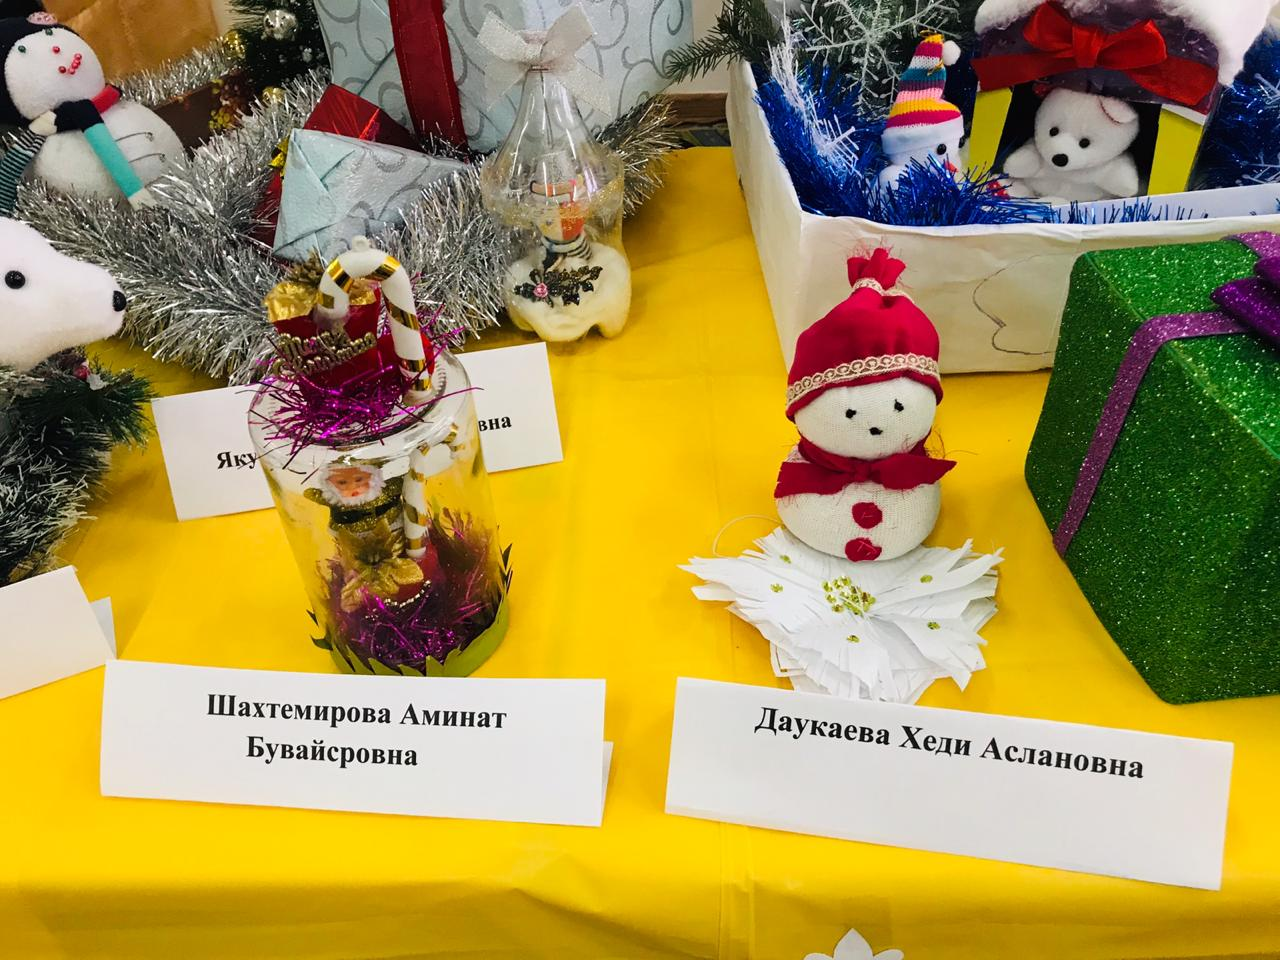 Шахтемирова Аминат
Бувайсровна
Даукаева Хеди Аслановна